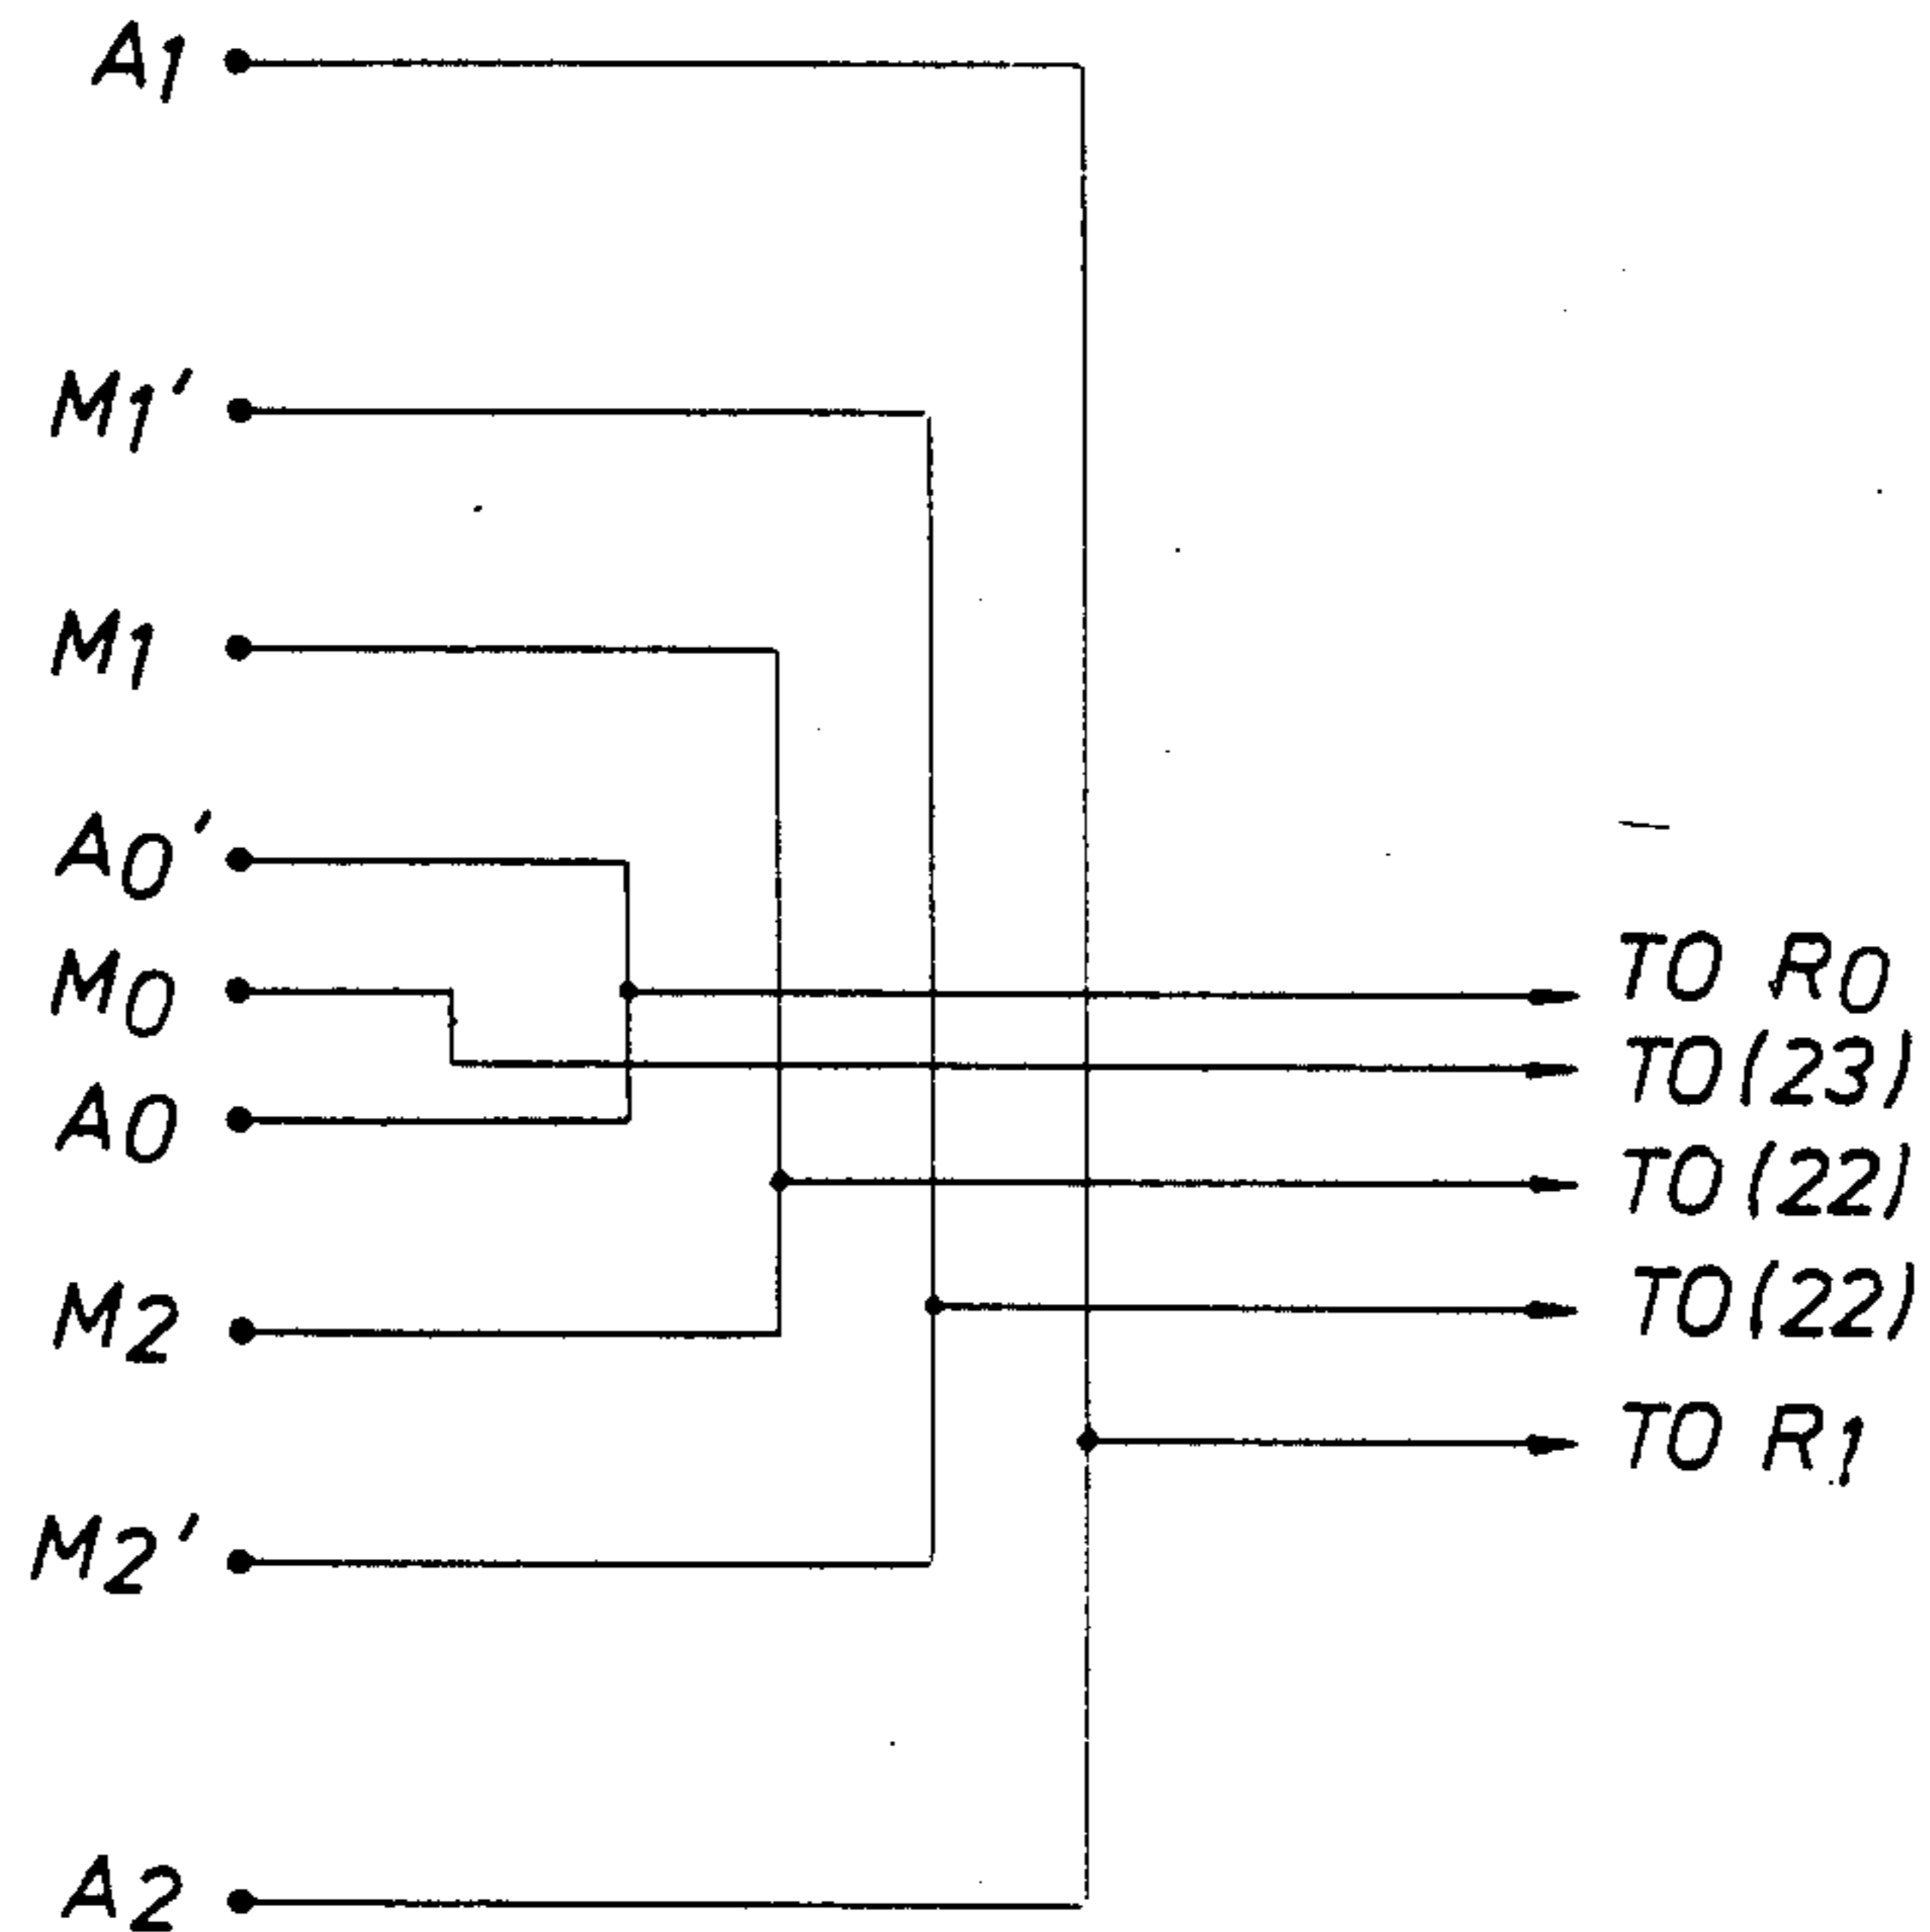 A1
M1'
M1
A0'
M0
A0
M2
M2'
A2
TO R0
TO(23)
TO(22)
TO(22)
TO R1